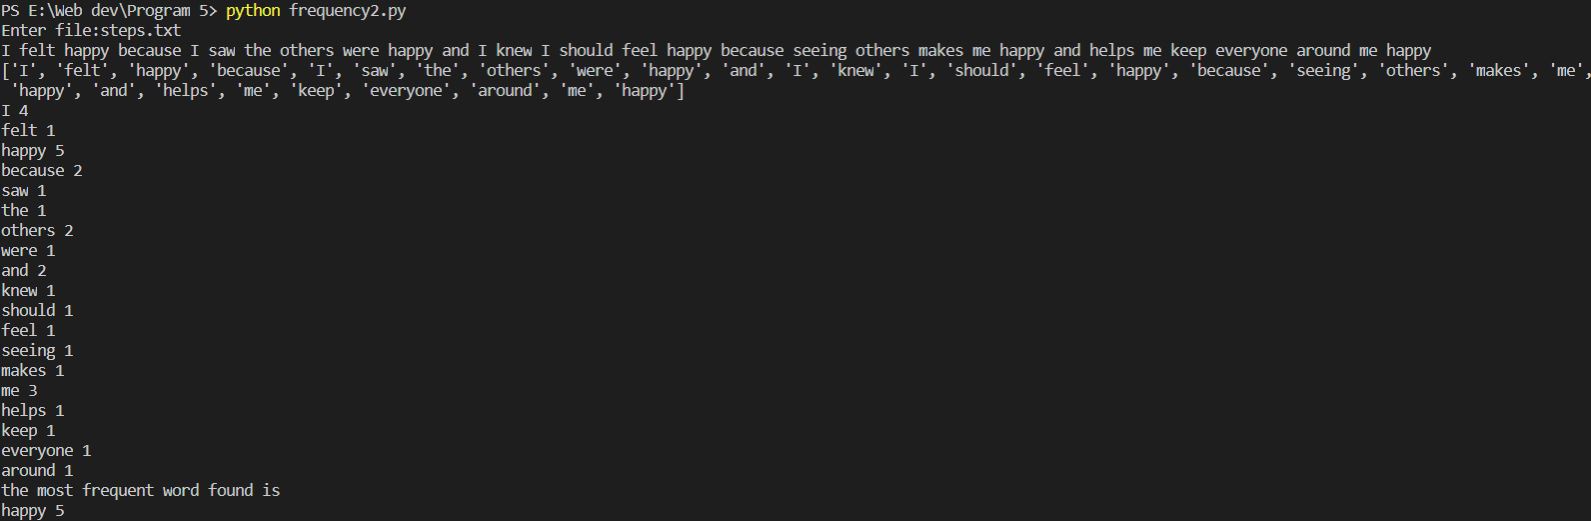 PS E:\Web dev\Program 5> python frequency2.py
Enter file:steps.txt
I felt happy because I saw the others were happy and I knew I should feel happy because seeing others makes me happy and helps me keep everyone around me happy
['I', 'felt', 'happy', 'because', 'I', 'saw', 'the', 'others', 'were', 'happy', 'and', 'I', 'knew', 'I', 'should', 'feel', 'happy', 'because', 'seeing', 'others', 'makes', 'me',
 'happy', 'and', 'helps', 'me', 'keep', 'everyone', 'around', 'me', 'happy']
I 4
felt 1
happy 5
because 2
saw 1
the 1
others 2
were 1
and 2
knew 1
should 1
feel 1
seeing 1
makes 1
me 3
helps 1
keep 1
everyone 1
around 1
the most frequent word found is
happy 5